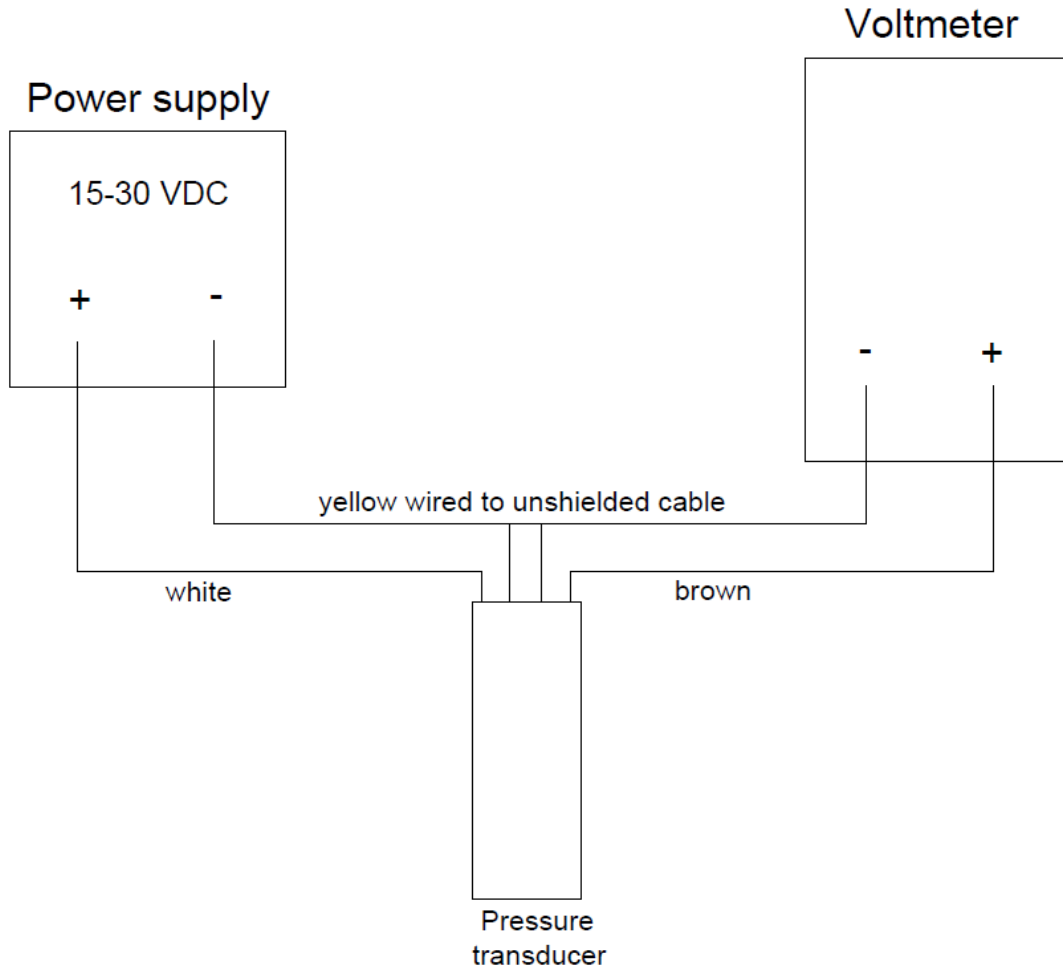 Voltmeter
Power supply
15-30 VDC
+ -
- +
yellow wired to unshielded cable
white
brown
Pressure
transducer